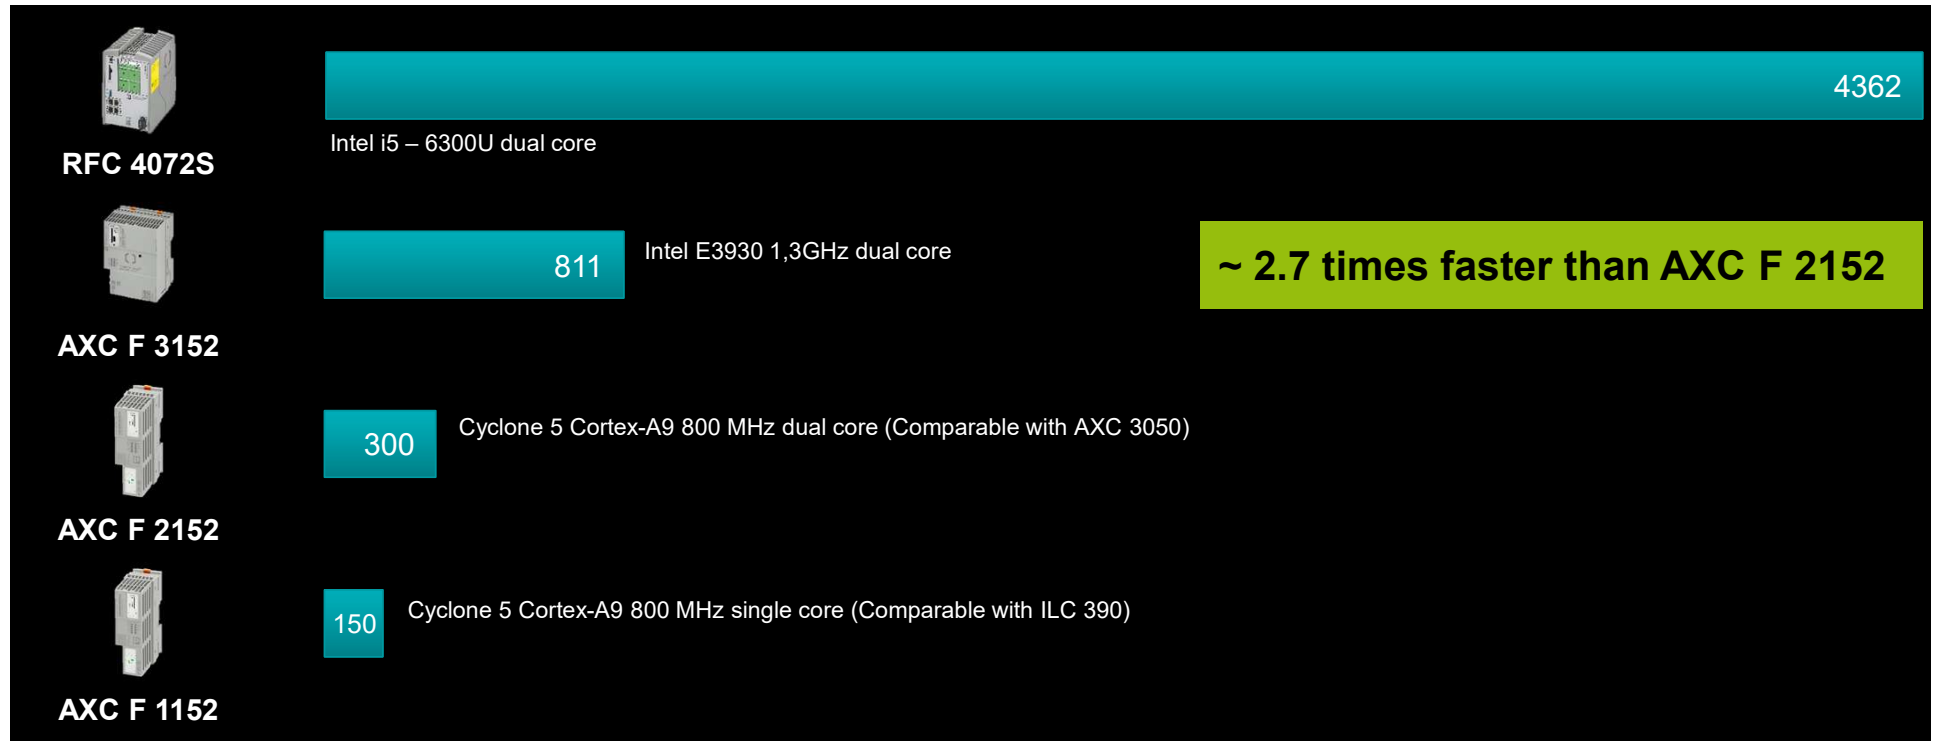 4362
Intel i5 – 6300U dual core
RFC 4072S
811
Intel E3930 1,3GHz dual core
~ 2.7 times faster than AXC F 2152
AXC F 3152
300
Cyclone 5 Cortex-A9 800 MHz dual core (Comparable with AXC 3050)
AXC F 2152
150
Cyclone 5 Cortex-A9 800 MHz single core (Comparable with ILC 390)
AXC F 1152